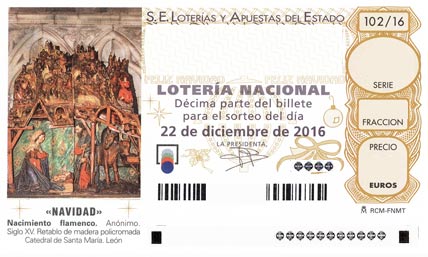 S.E. LOTERÍAS Y APUESTAS DEL ESTADO
102/16
FELIZ NAVIDAD
FELIZ NAVIDAD
LOTERÍA NACIONAL
Décima parte del billete
para el sorteo del día
22 de diciembre de 2016
LA PRESIDENTA,
SERIE
FRACCION
PRECIO
EUROS
RCM-FNMT
«NAVIDAD»
Nacimiento flamenco. Anónimo.
Siglo XV. Retablo de madera policromada
Catedral de Santa María. León